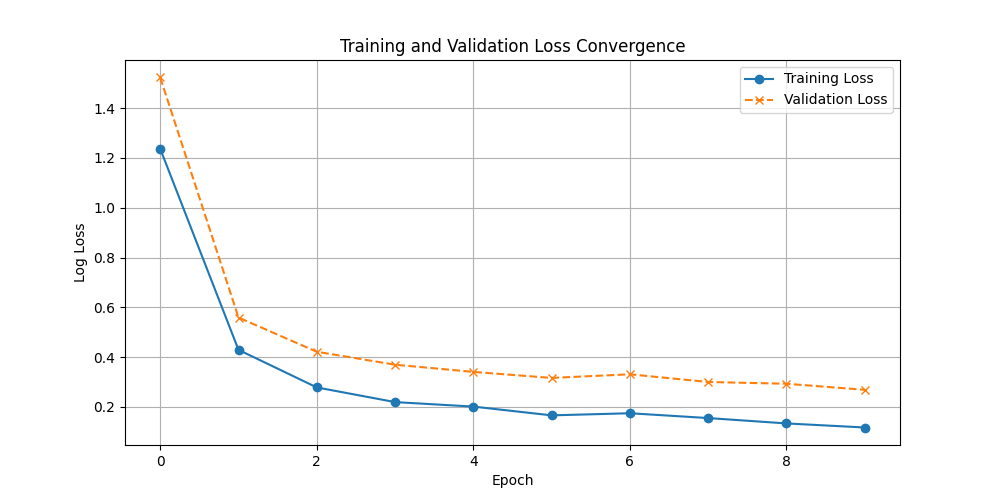 Training and Validation Loss Convergence
Training Loss
Validation Loss
Log Loss
1.4
1.2
1.0
0.8
0.6
0.4
0.2
0 2 4 6 8
Epoch